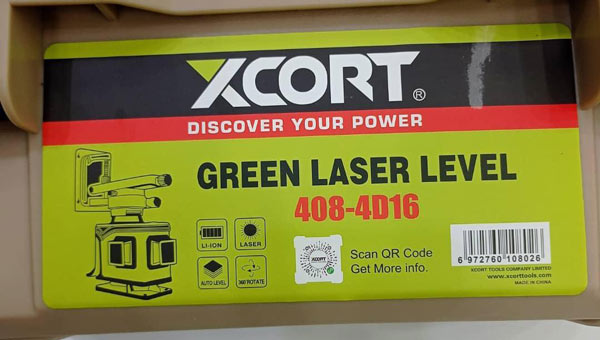 XCORT®
DISCOVER YOUR POWER
GREEN LASER LEVEL
408-4D16
LI-ION
LASER
AUTO LEVEL
360°ROTATE
XCORT
Scan QR Code
Get More info.
6 972760 108026
XCORT TOOLS COMPANY LIMITED
www.xcorttools.com
MADE IN CHINA